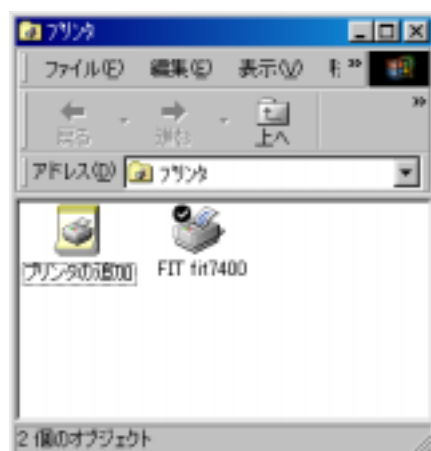 プリンタ
ファイル(F) 編集(E) 表示(V) »
戻る 進む 上へ »
アドレス(D) プリンタ
プリンタの追加 FIT fit7400
2 個のオブジェクト